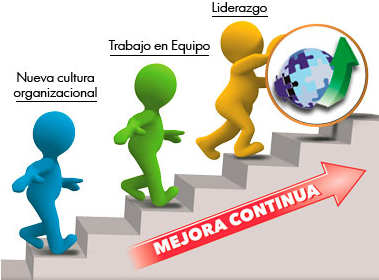 Liderazgo
Trabajo en Equipo
Nueva cultura
organizacional
MEJORA CONTINUA